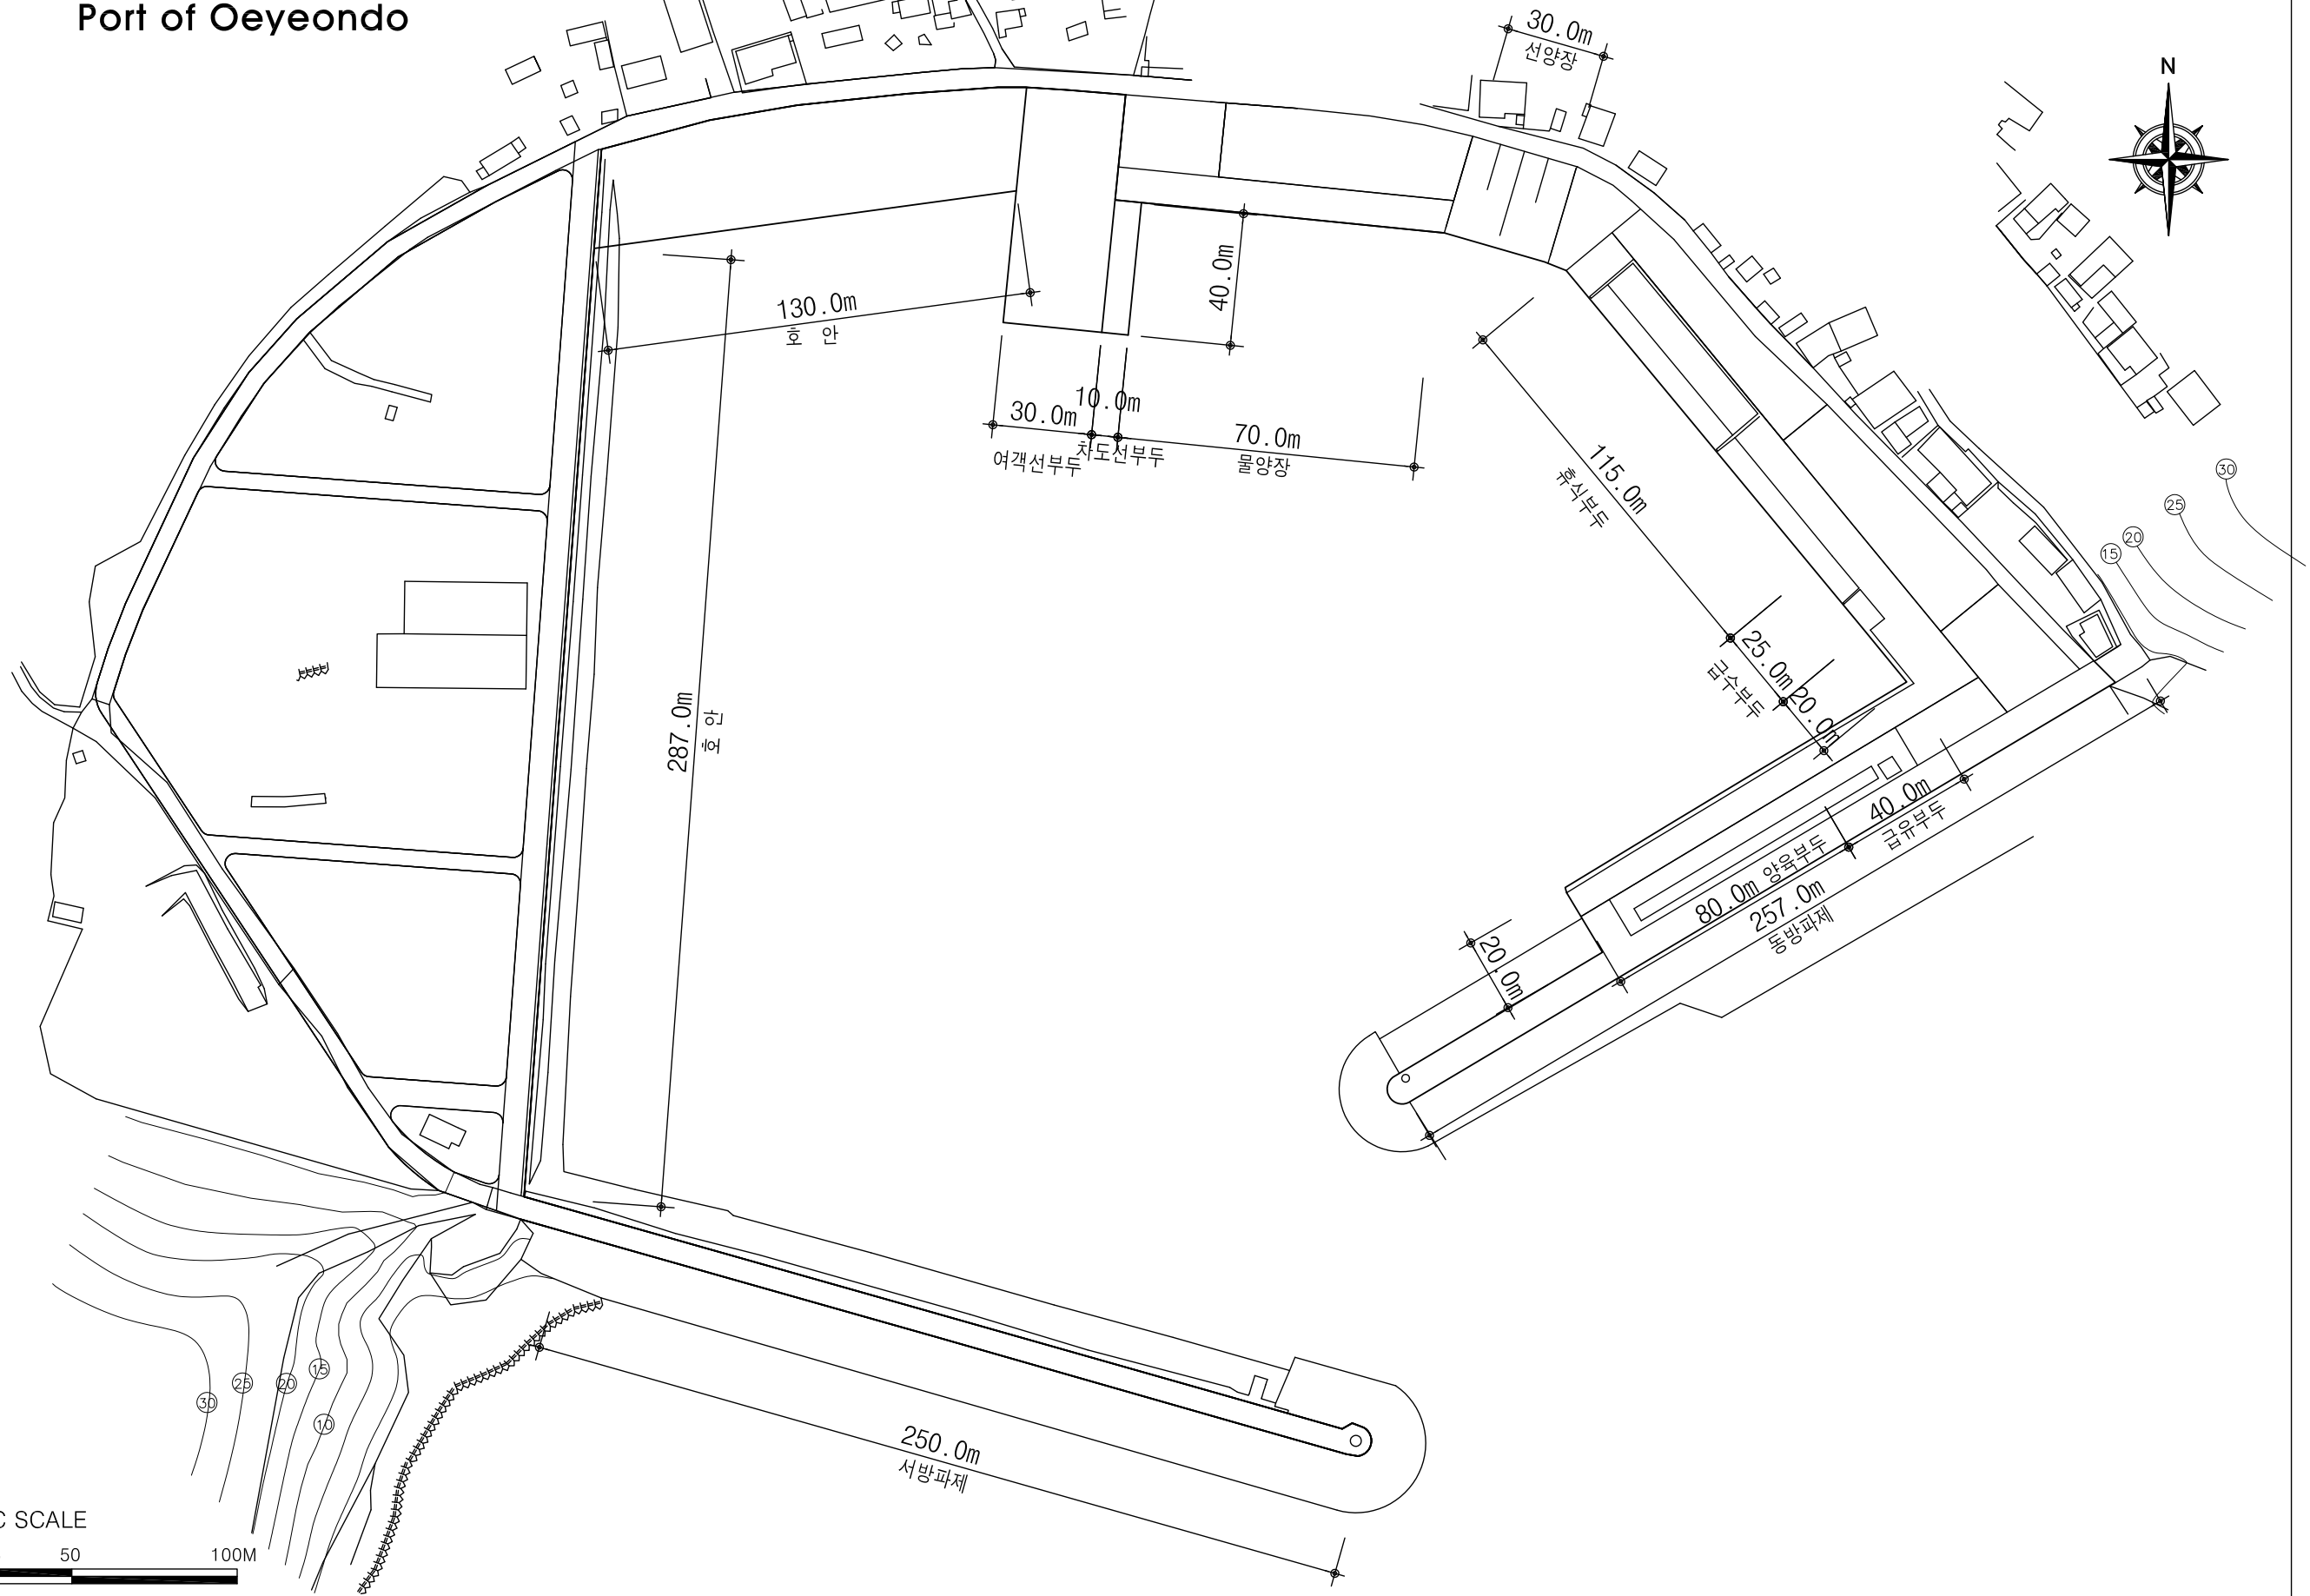 Port of Oeyeondo
N
30.0m
선양장
130.0m
호 안
40.0m
30.0m
10.0m
70.0m
여객선부두
차도선부두
물양장
115.0m
휴식부두
25.0m
급수부두
20.0m
287.0m
호 안
30
25
20
15
40.0m
급유부두
80.0m 양육부두
257.0m
동방파제
20.0m
250.0m
서방파제
30
25
20
15
10
C SCALE
50
100M